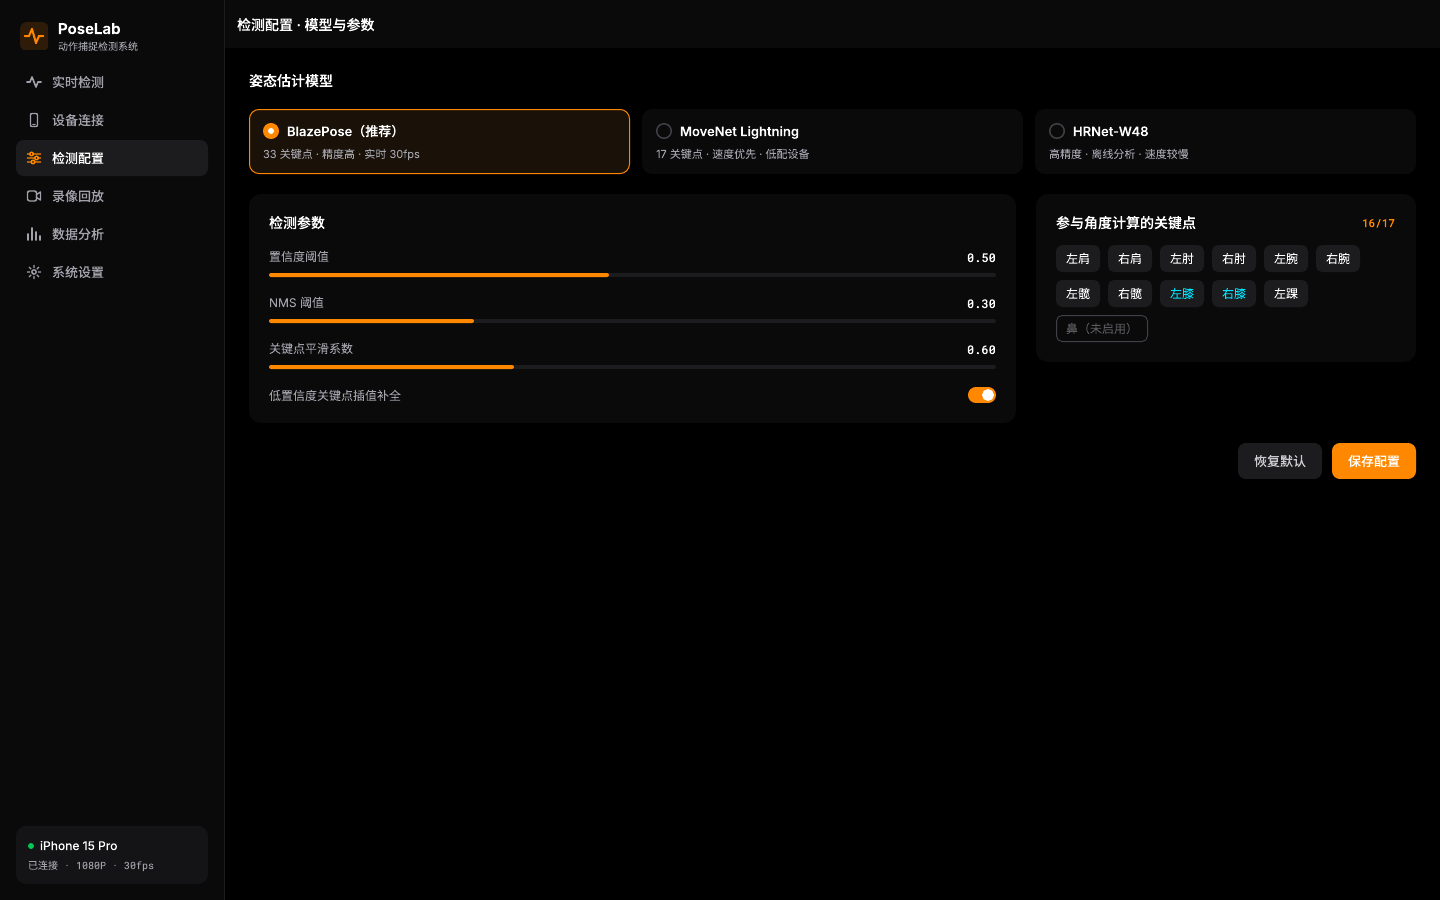 PoseLab
动作捕捉检测系统
实时检测
设备连接
检测配置
录像回放
数据分析
系统设置
iPhone 15 Pro
已连接 · 1080P · 30fps
检测配置 · 模型与参数
姿态估计模型
BlazePose（推荐）
33 关键点 · 精度高 · 实时 30fps
MoveNet Lightning
17 关键点 · 速度优先 · 低配设备
HRNet-W48
高精度 · 离线分析 · 速度较慢
检测参数
置信度阈值 0.50
NMS 阈值 0.30
关键点平滑系数 0.60
低置信度关键点插值补全
参与角度计算的关键点 16/17
左肩 右肩 左肘 右肘 左腕 右腕
左髋 右髋 左膝 右膝 左踝
鼻（未启用）
恢复默认 保存配置